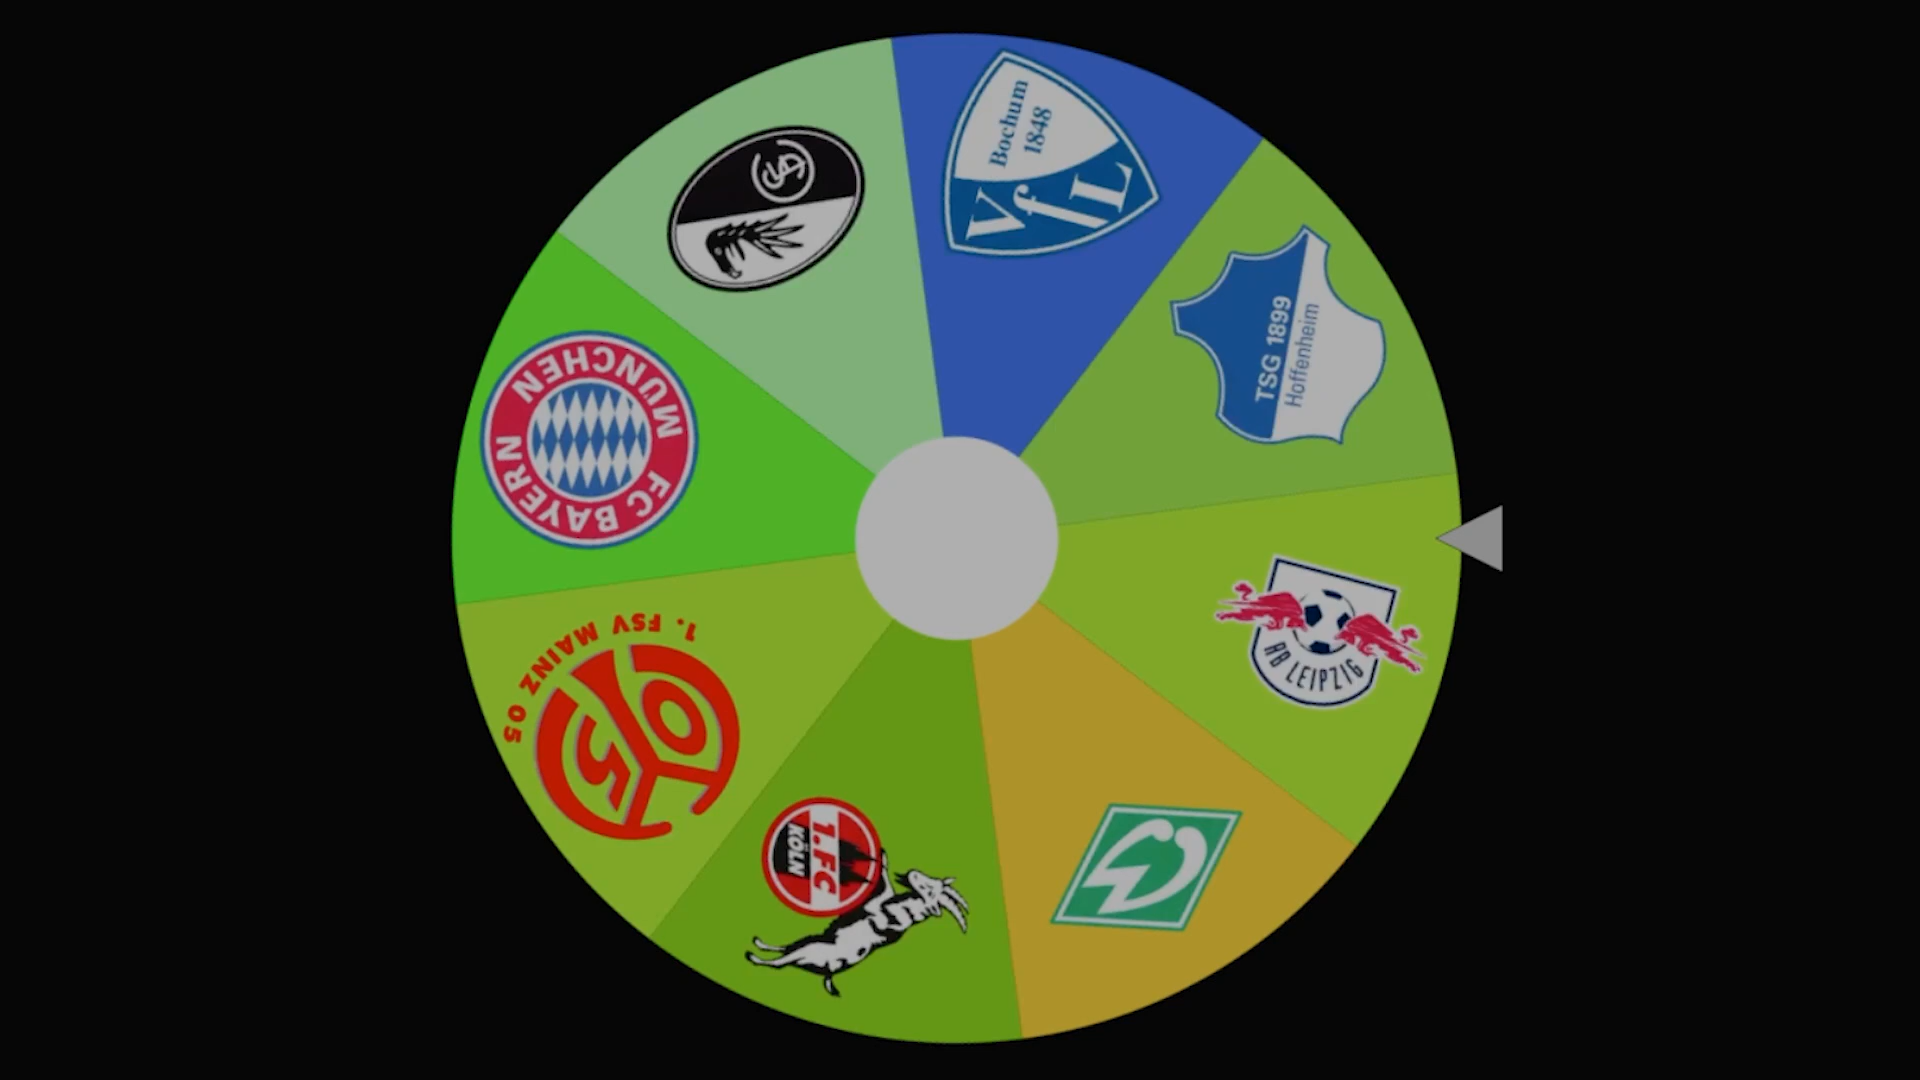 Bochum
1848
VfL
TSG 1899
Hoffenheim
FC BAYERN
MÜNCHEN
RB LEIPZIG
1. FSV MAINZ 05
05
1.FC
KÖLN